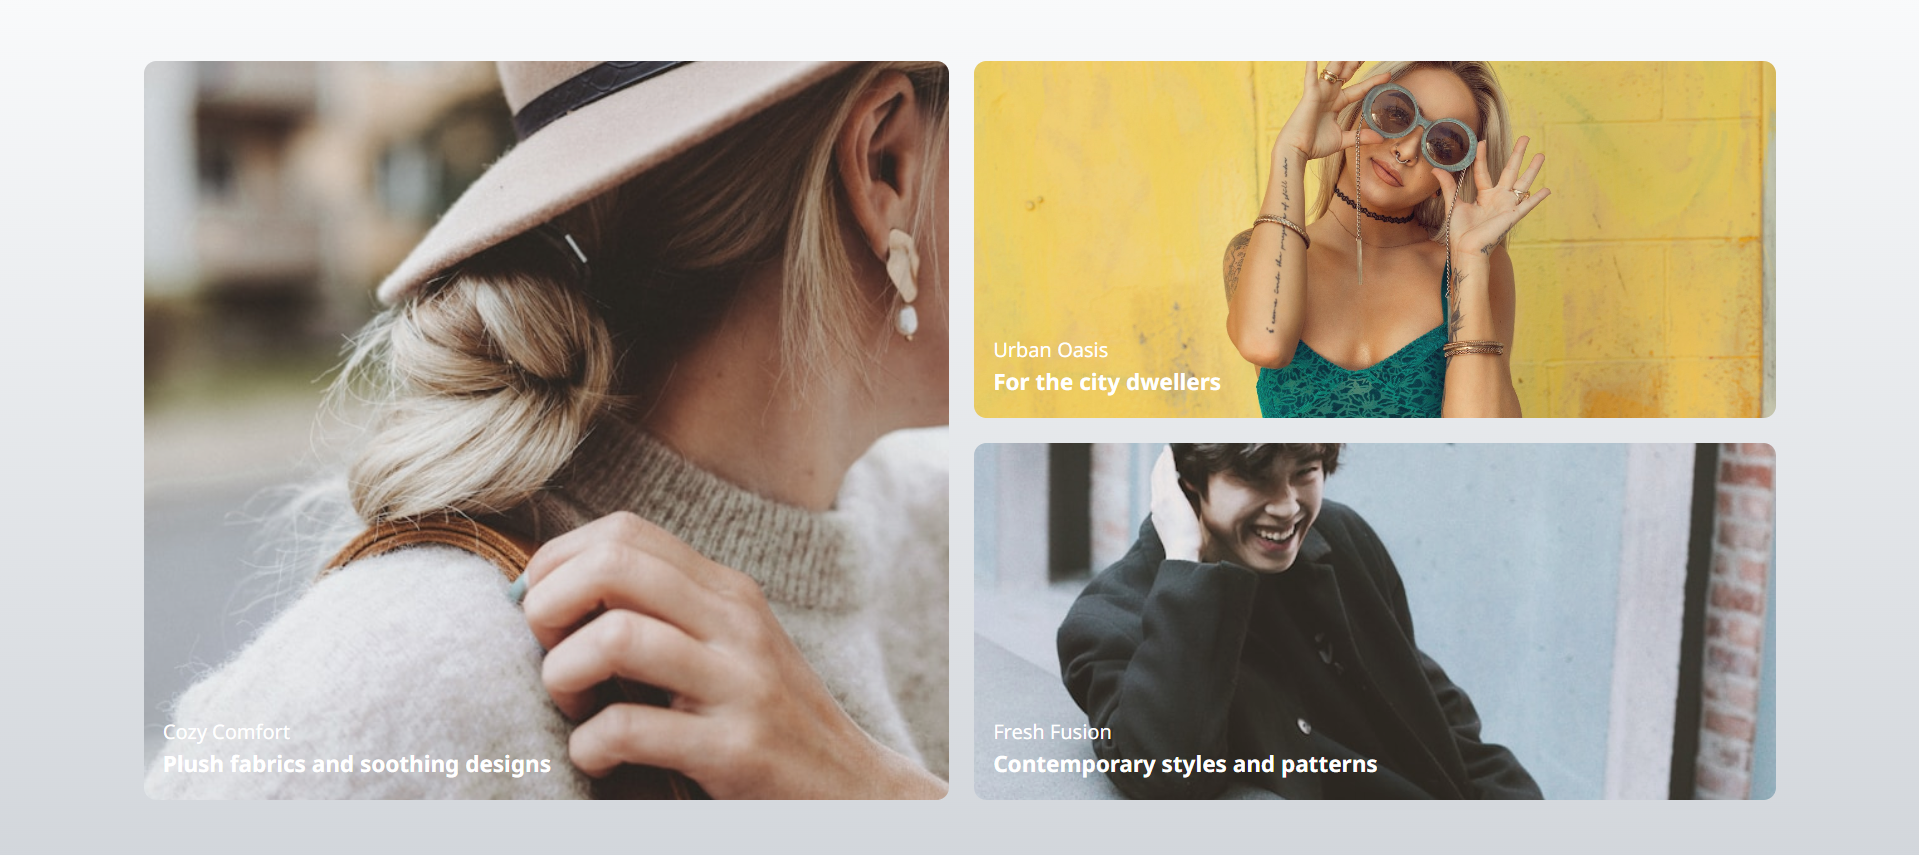 Cozy Comfort
Plush fabrics and soothing designs
Urban Oasis
For the city dwellers
Fresh Fusion
Contemporary styles and patterns